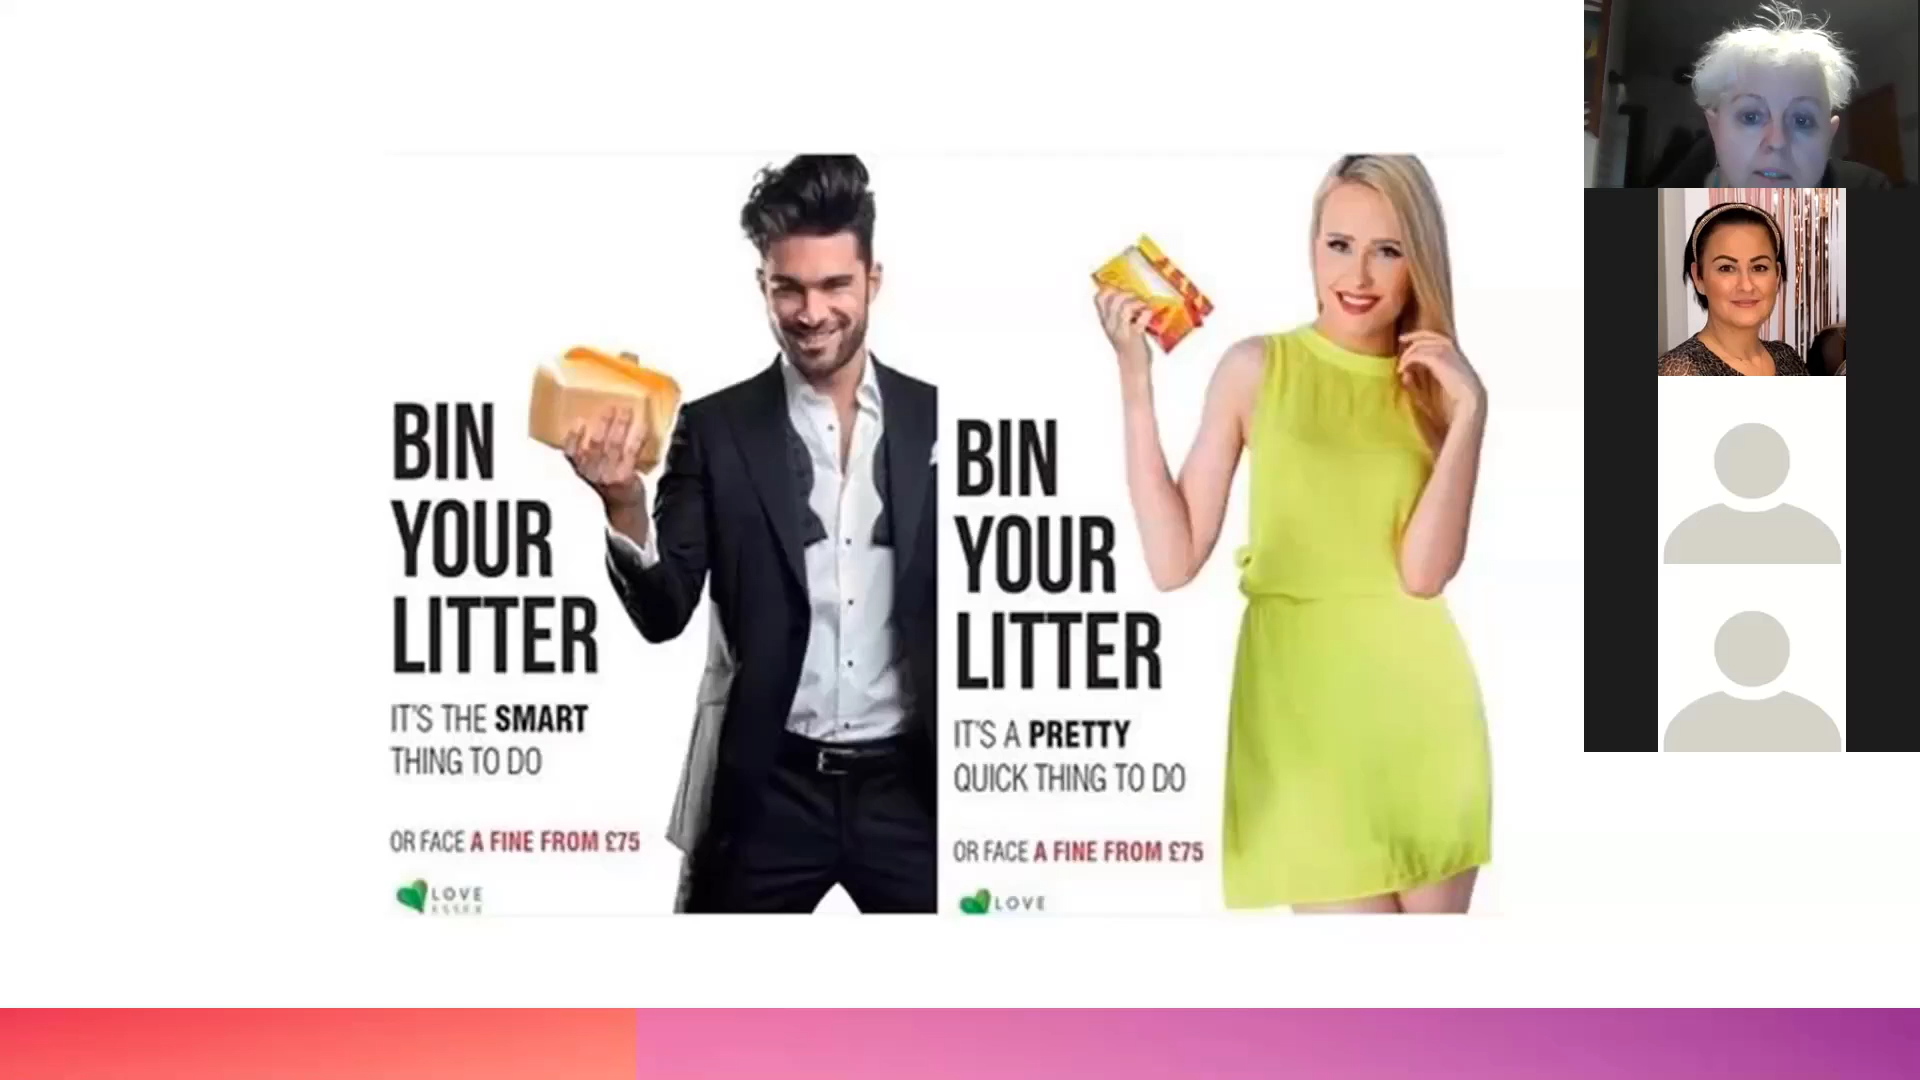 BIN
YOUR
LITTER
IT'S THE SMART
THING TO DO
OR FACE A FINE FROM £75
LOVE
ESSEX
BIN
YOUR
LITTER
IT'S A PRETTY
QUICK THING TO DO
OR FACE A FINE FROM £75
LOVE